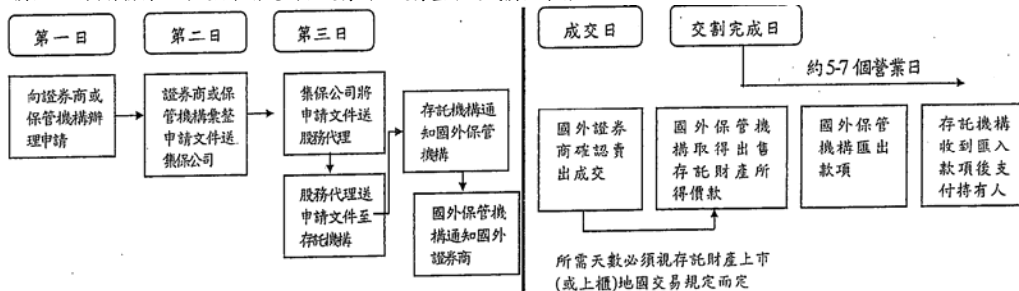 第一日
第二日
第三日
成交日
交割完成日
約5-7個營業日
向證券商或
保管機構辦
理申請
證券商或保
管機構彙整
申請文件送
集保公司
集保公司將
申請文件送
股務代理
股務代理送
申請文件至
存託機構
存託機構通
知國外保管
機構
國外保管機
構通知國外
證券商
國外證券
商確認賣
出成交
國外保管機
構取得出售
存託財產所
得價款
國外保管
機構匯出
款項
存託機構
收到匯入
款項後支
付持有人
所需天數必須視存託財產上市
(或上櫃)地國交易規定而定